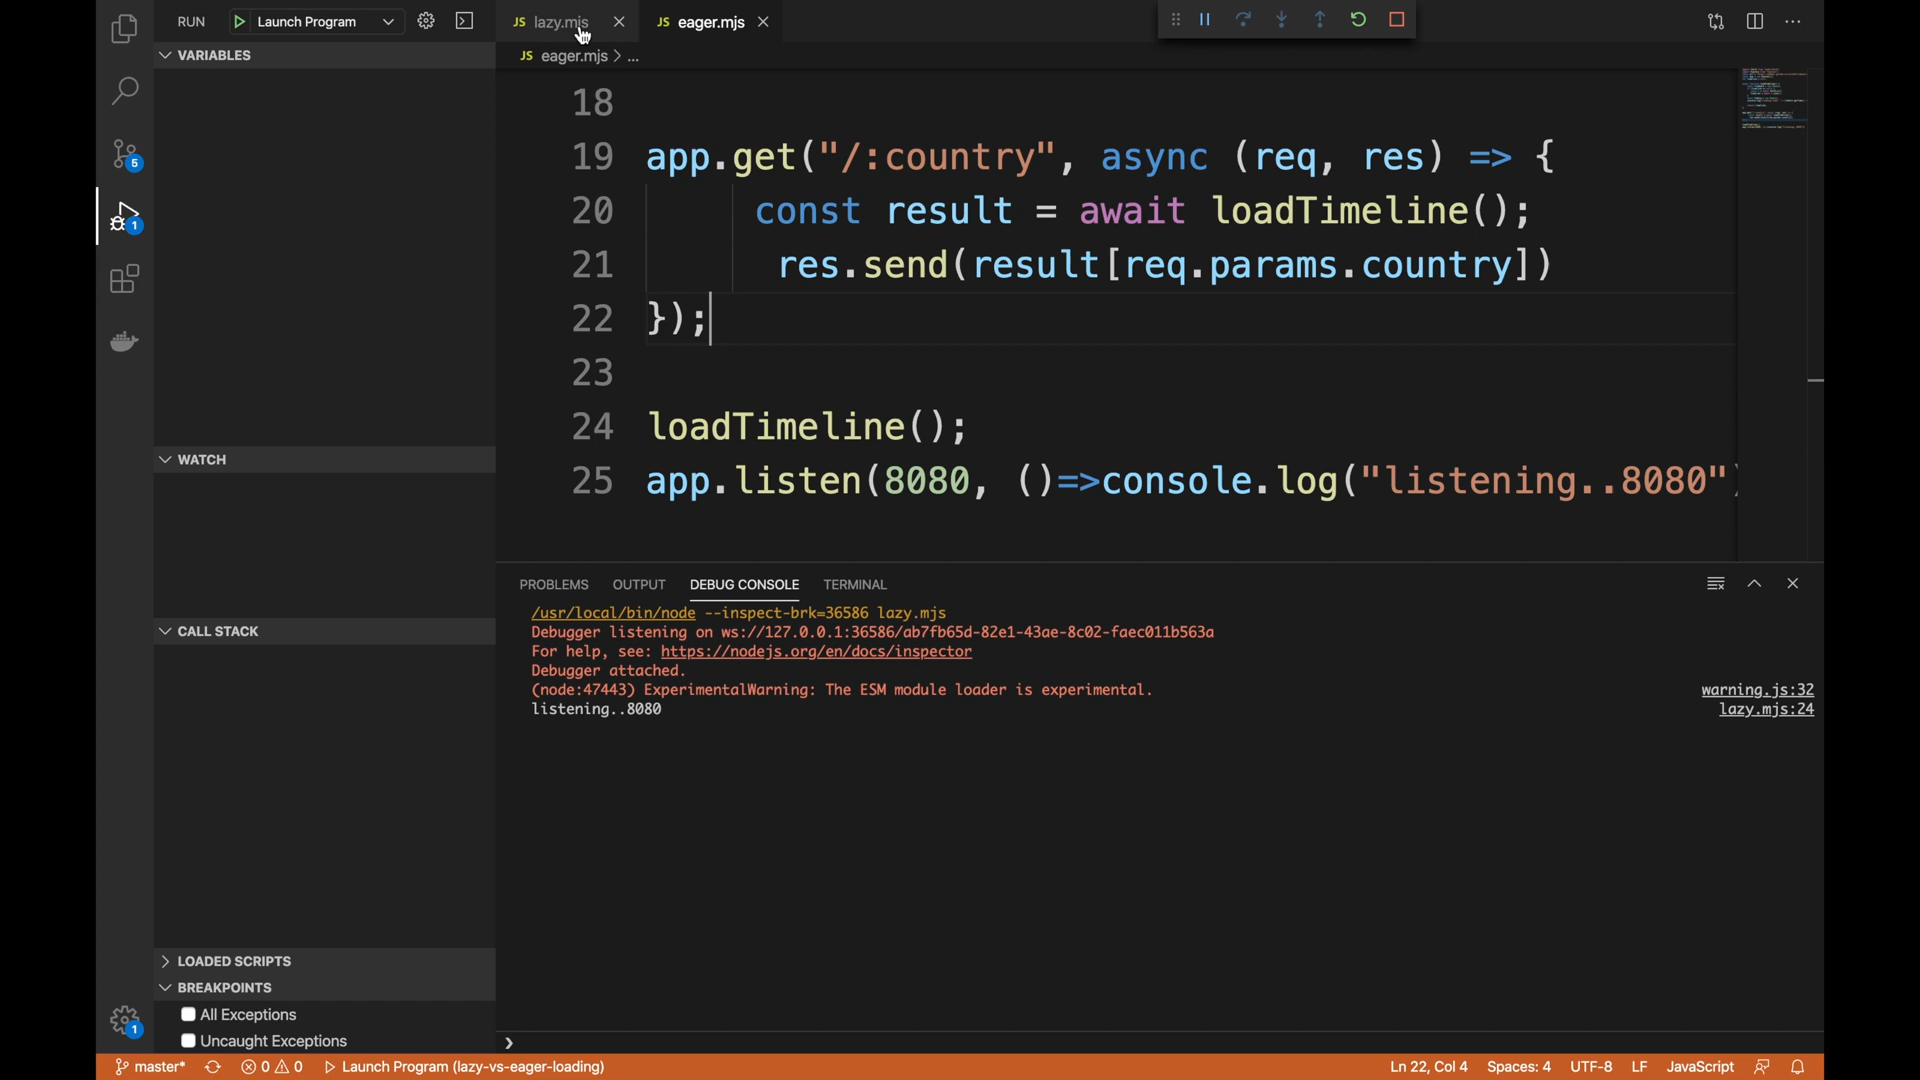 RUN Launch Program
JS lazy.mjs JS eager.mjs
VARIABLES
JS eager.mjs > ...
18
19 app.get("/:country", async (req, res) => {
20 const result = await loadTimeline();
21 res.send(result[req.params.country])
22 });
23
24 loadTimeline();
25 app.listen(8080, ()=>console.log("listening..8080")
5
1
WATCH
CALL STACK
PROBLEMS OUTPUT DEBUG CONSOLE TERMINAL
/usr/local/bin/node --inspect-brk=36586 lazy.mjs
Debugger listening on ws://127.0.0.1:36586/ab7fb65d-82e1-43ae-8c02-faec011b563a
For help, see: https://nodejs.org/en/docs/inspector
Debugger attached.
(node:47443) ExperimentalWarning: The ESM module loader is experimental. warning.js:32
listening..8080 lazy.mjs:24
LOADED SCRIPTS
BREAKPOINTS
All Exceptions
Uncaught Exceptions
1
master* 0 0 Launch Program (lazy-vs-eager-loading) Ln 22, Col 4 Spaces: 4 UTF-8 LF JavaScript